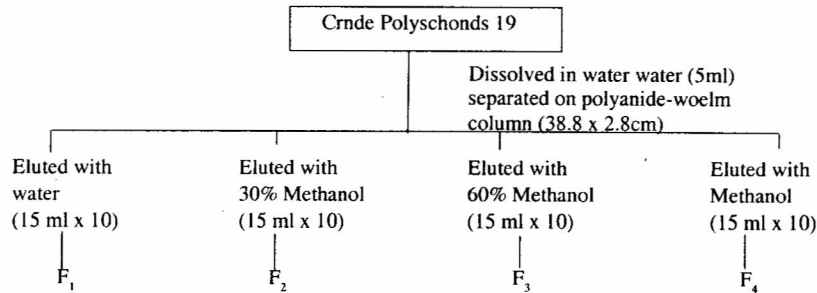 Crnde Polyschonds 19
Dissolved in water water (5ml)
separated on polyanide-woelm
column (38.8 x 2.8cm)
Eluted with
water
(15 ml x 10)
F1
Eluted with
30% Methanol
(15 ml x 10)
F2
Eluted with
60% Methanol
(15 ml x 10)
F3
Eluted with
Methanol
(15 ml x 10)
F4